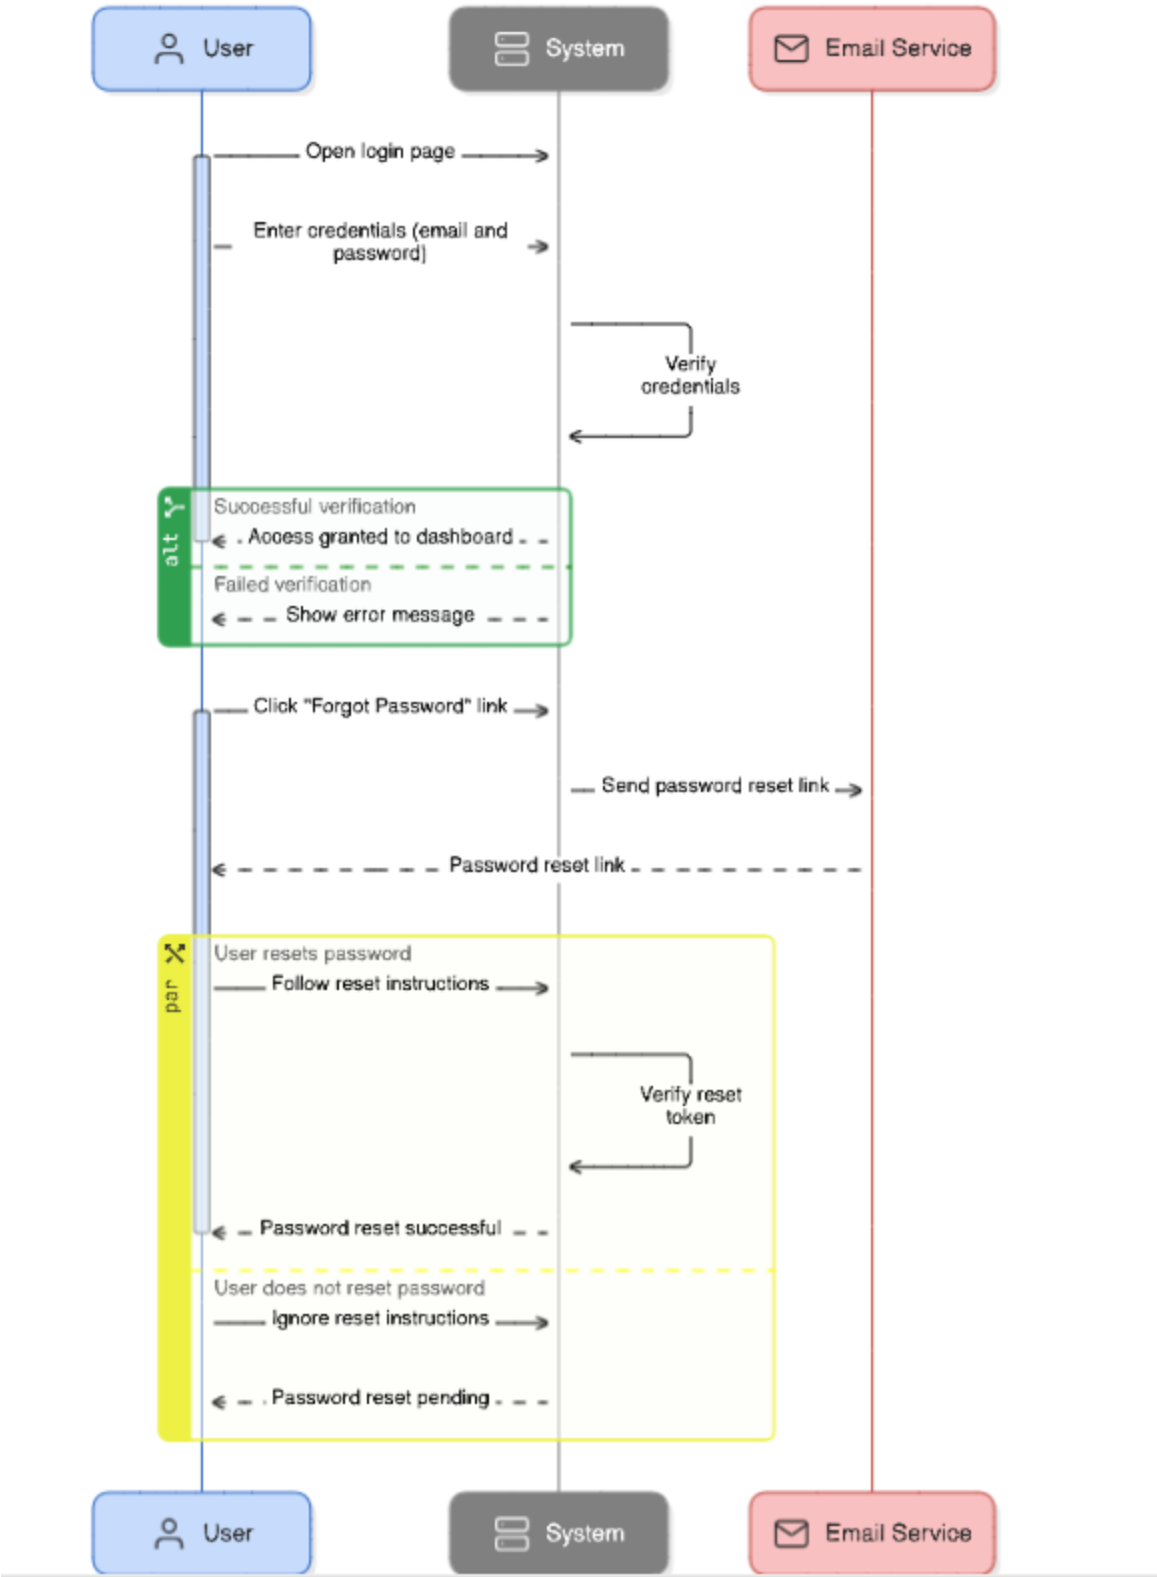 User
System
Email Service
Open login page
Enter credentials (email and
password)
Verify
credentials
alt
Successful verification
Access granted to dashboard
Failed verification
Show error message
Click "Forgot Password" link
Send password reset link
Password reset link
par
User resets password
Follow reset instructions
Verify reset
token
Password reset successful
User does not reset password
Ignore reset instructions
Password reset pending
User
System
Email Service